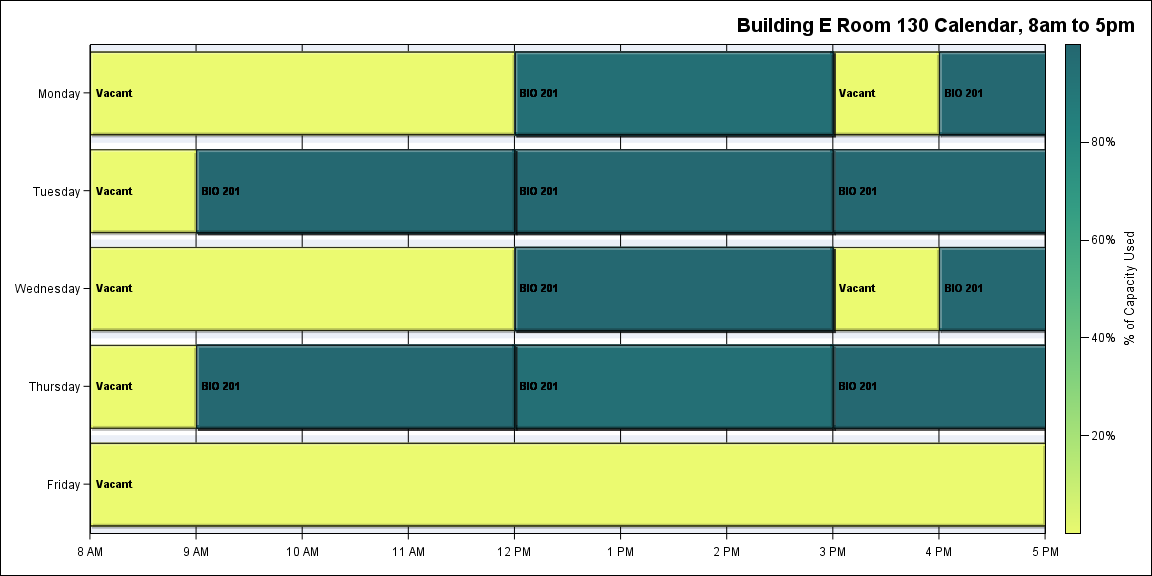 Building E Room 130 Calendar, 8am to 5pm
Monday
Vacant
BIO 201
Vacant
BIO 201
Tuesday
Vacant
BIO 201
BIO 201
BIO 201
Wednesday
Vacant
BIO 201
Vacant
BIO 201
Thursday
Vacant
BIO 201
BIO 201
BIO 201
Friday
Vacant
8 AM
9 AM
10 AM
11 AM
12 PM
1 PM
2 PM
3 PM
4 PM
5 PM
80%
60%
40%
20%
% of Capacity Used